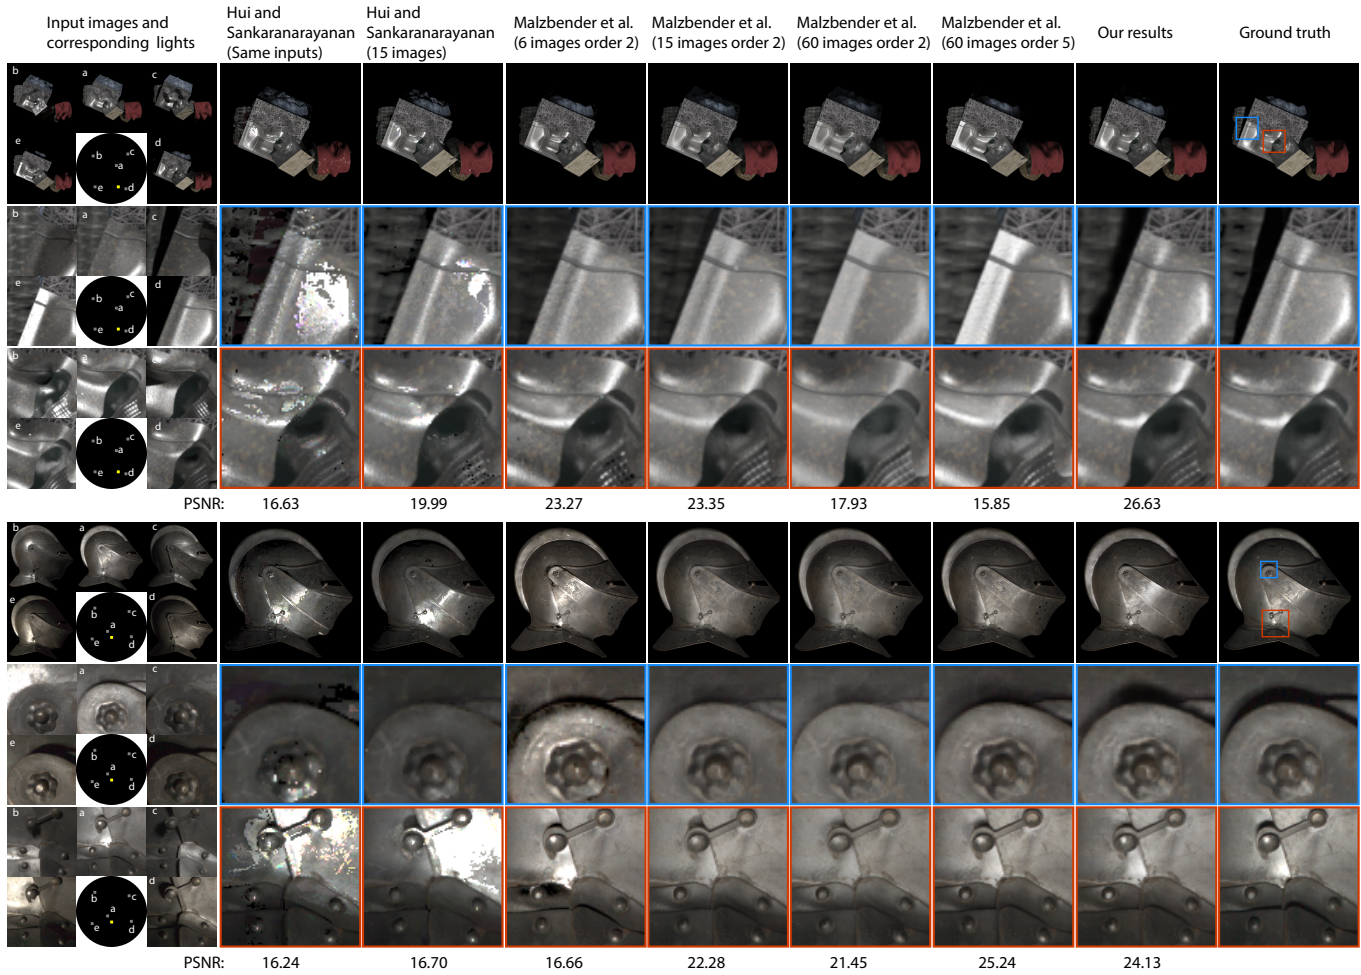 Input images and
corresponding lights
Hui and
Sankaranarayanan
(Same inputs)
Hui and
Sankaranarayanan
(15 images)
Malzbender et al.
(6 images order 2)
Malzbender et al.
(15 images order 2)
Malzbender et al.
(60 images order 2)
Malzbender et al.
(60 images order 5)
Our results
Ground truth
b a c
e b c a e d d
b a c
e b c a e d d
b a c
e b c a e d d
PSNR: 16.63 19.99 23.27 23.35 17.93 15.85 26.63
b a c
e b c a e d d
a c
e b c a e d d
b a c
b c a e d d
PSNR: 16.24 16.70 16.66 22.28 21.45 25.24 24.13